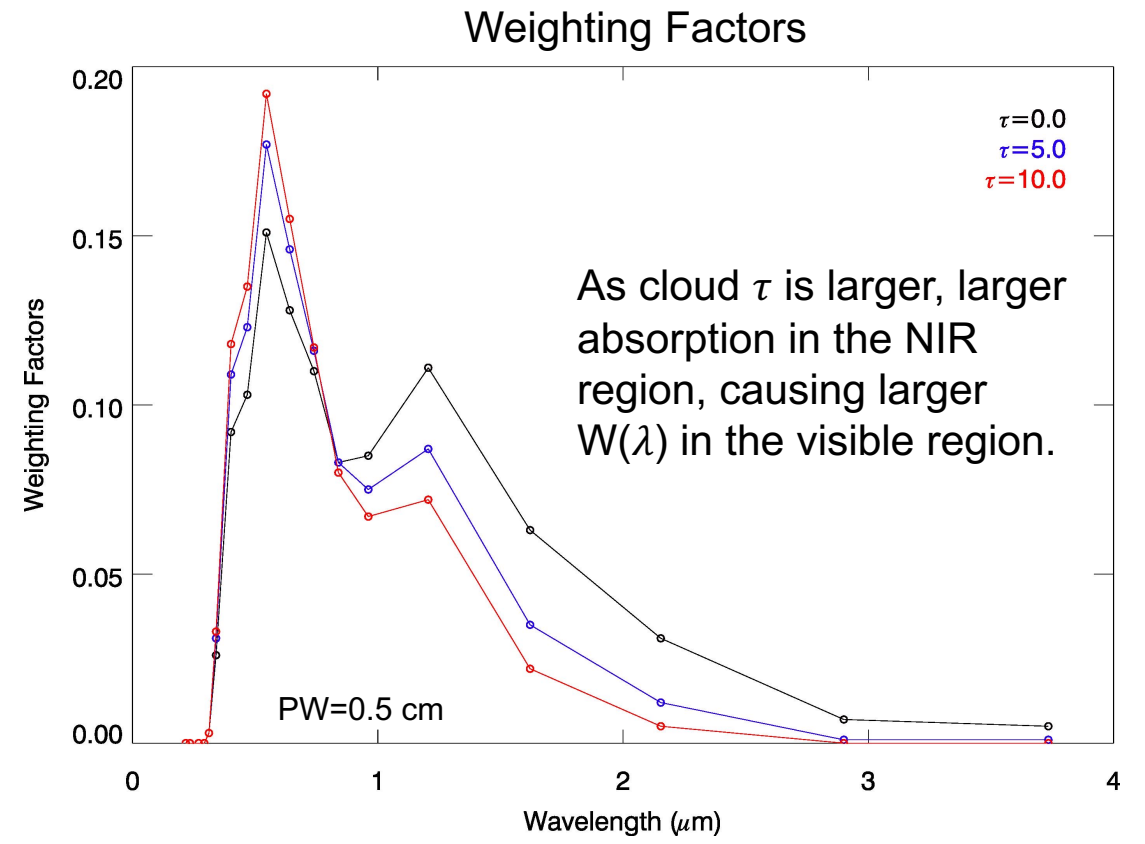 Weighting Factors
0.20
0.15
0.10
0.05
0.00
Weighting Factors
τ=0.0
τ=5.0
τ=10.0
As cloud 𝜏 is larger, larger
absorption in the NIR
region, causing larger
W(𝜆) in the visible region.
PW=0.5 cm
0 1 2 3 4
Wavelength (μm)